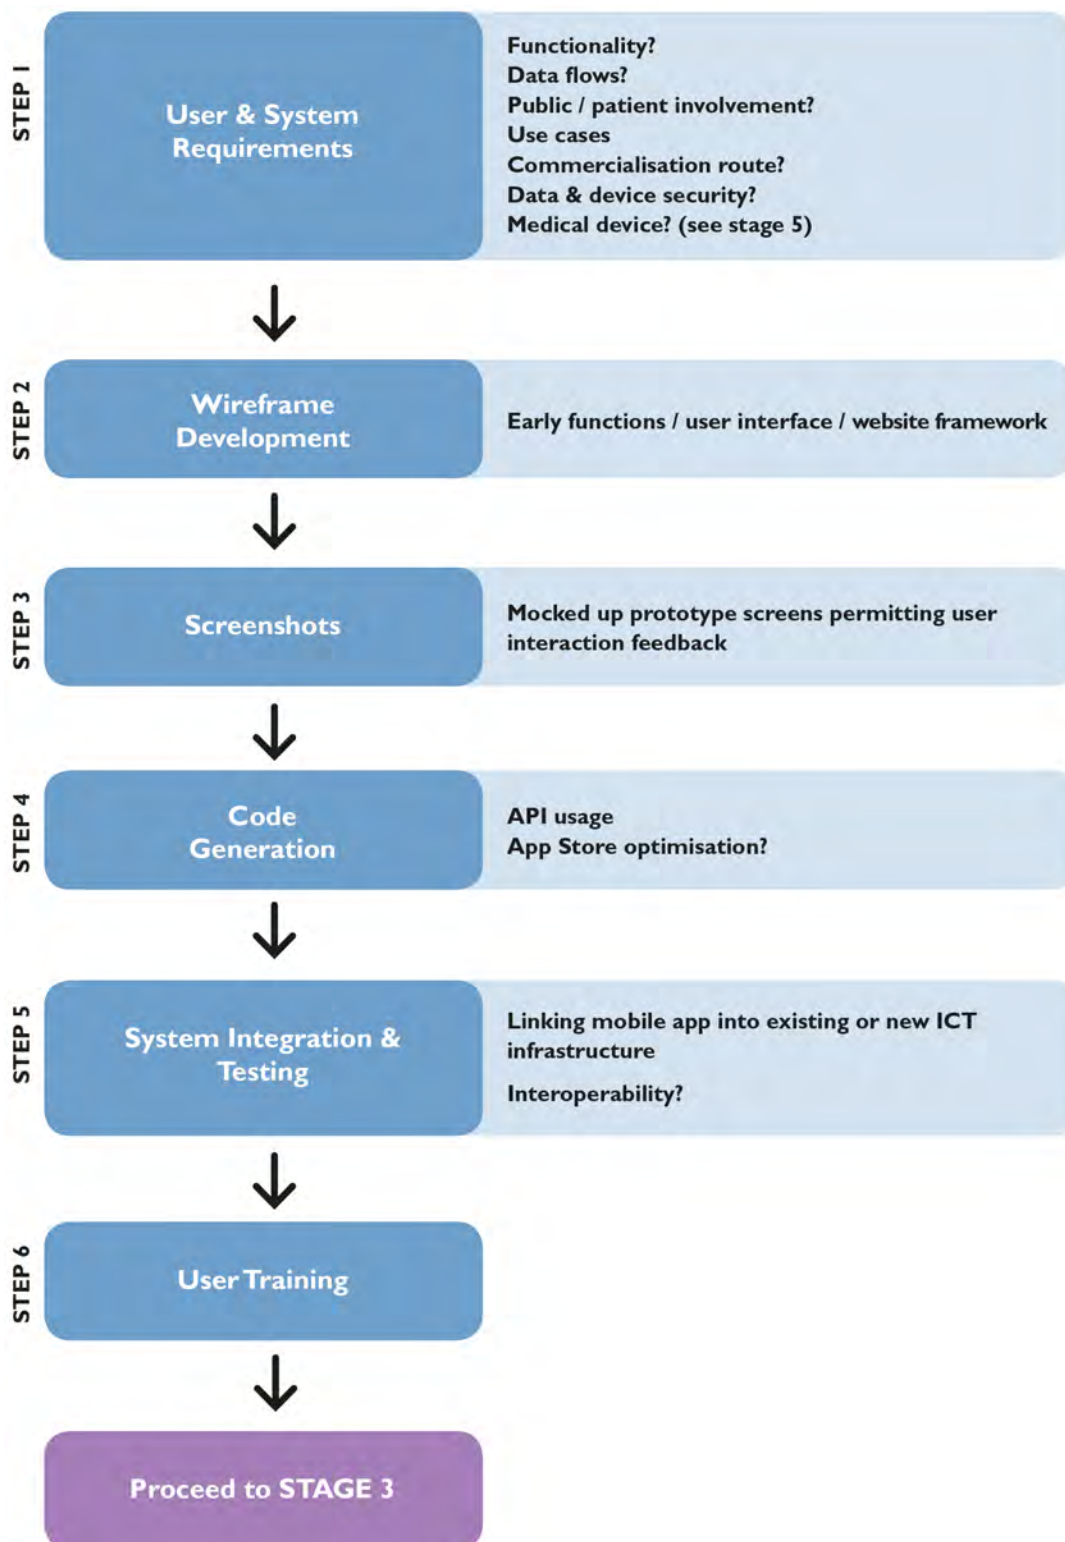 STEP 1
User & System
Requirements
Functionality?
Data flows?
Public / patient involvement?
Use cases
Commercialisation route?
Data & device security?
Medical device? (see stage 5)
STEP 2
Wireframe
Development
Early functions / user interface / website framework
STEP 3
Screenshots
Mocked up prototype screens permitting user
interaction feedback
STEP 4
Code
Generation
API usage
App Store optimisation?
STEP 5
System Integration &
Testing
Linking mobile app into existing or new ICT
infrastructure
Interoperability?
STEP 6
User Training
Proceed to STAGE 3